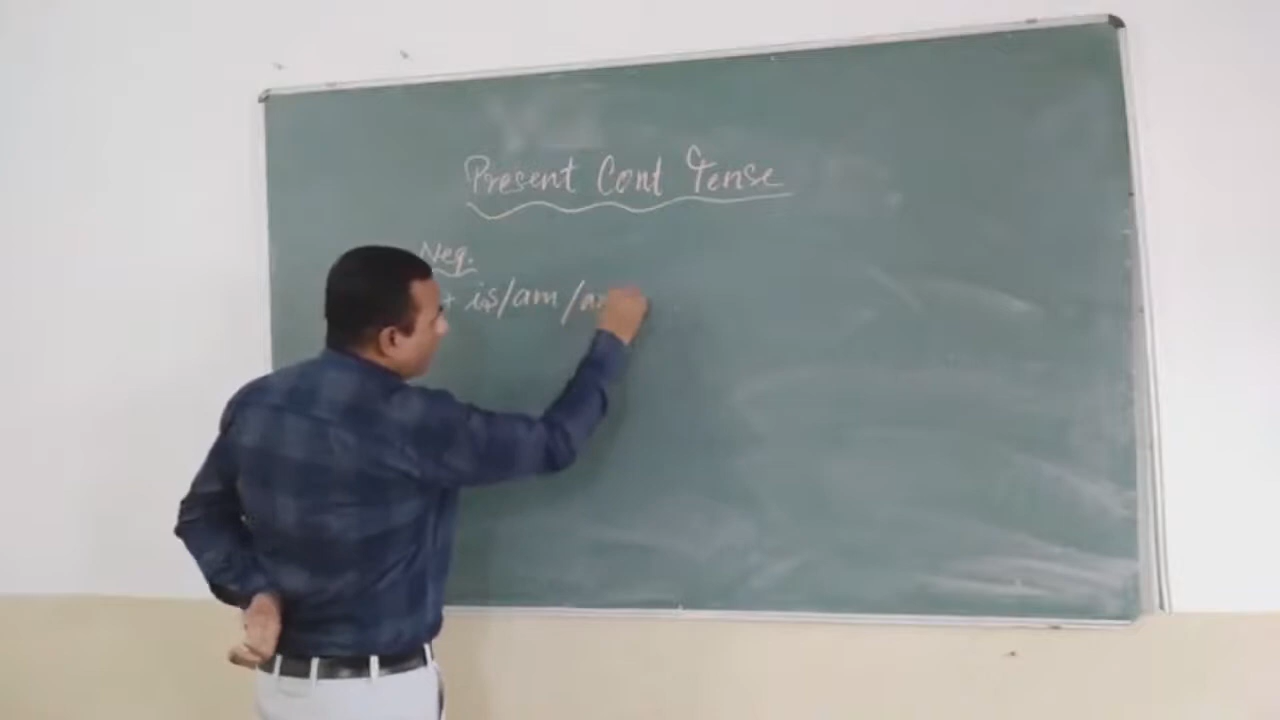 Present Cont Tense
Neg.
+ is/am/